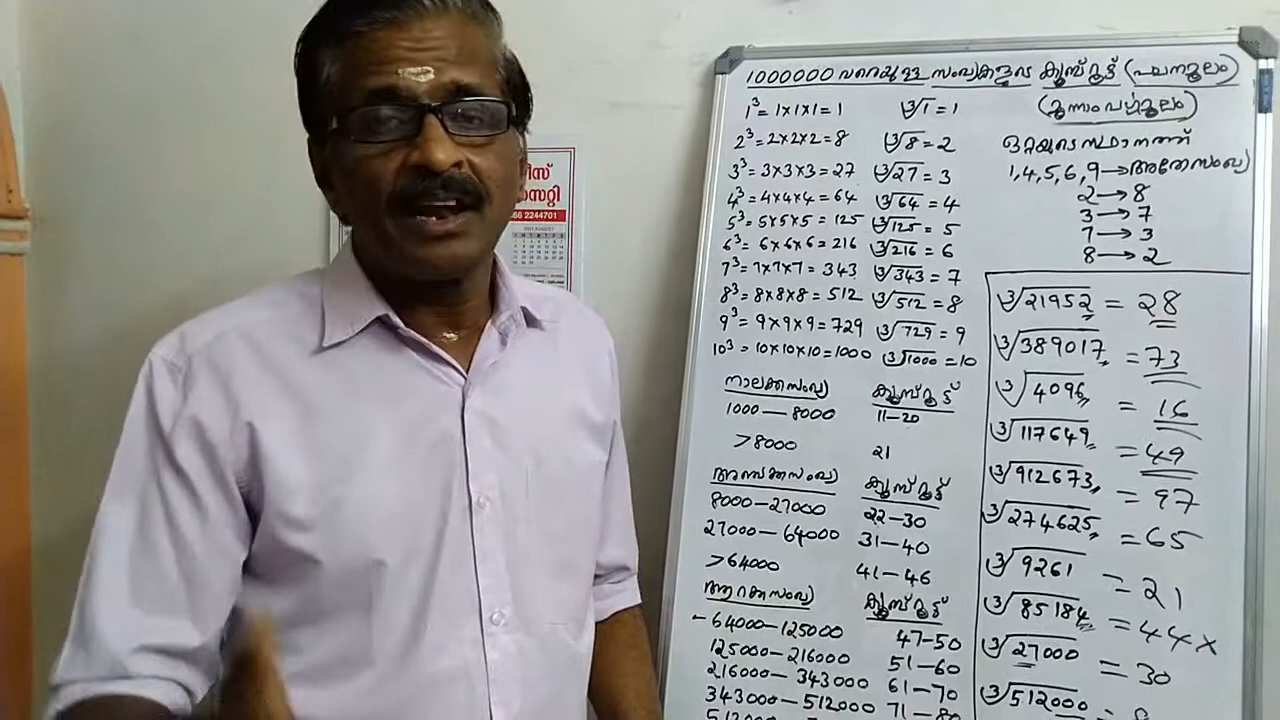 1000000 വരെയുള്ള സംഖ്യകളുടെ ക്യൂബ് റൂട്ട് (ഘനമൂലം)
(മൂന്നാം വർഗ്ഗമൂലം)
1³ = 1×1×1 = 1 ∛1 = 1
2³ = 2×2×2 = 8 ∛8 = 2
3³ = 3×3×3 = 27 ∛27 = 3
4³ = 4×4×4 = 64 ∛64 = 4
5³ = 5×5×5 = 125 ∛125 = 5
6³ = 6×6×6 = 216 ∛216 = 6
7³ = 7×7×7 = 343 ∛343 = 7
8³ = 8×8×8 = 512 ∛512 = 8
9³ = 9×9×9 = 729 ∛729 = 9
10³ = 10×10×10 = 1000 ∛1000 = 10
നാലക്കസംഖ്യ ക്യൂബ് റൂട്ട്
1000 — 8000 11-20
>8000 21
അഞ്ചക്കസംഖ്യ ക്യൂബ് റൂട്ട്
8000-27000 22-30
27000-64000 31-40
>64000 41-46
ആറക്കസംഖ്യ ക്യൂബ് റൂട്ട്
64000-125000 47-50
125000-216000 51-60
216000-343000 61-70
343000-512000 71-80
ഒറ്റയുടെ സ്ഥാനത്ത്
1,4,5,6,9→അതേസംഖ്യ
2→8
3→7
7→3
8→2
∛21952 = 28
∛389017 = 73
∛4096 = 16
∛117649 = 49
∛912673 = 97
∛274625 = 65
∛9261 = 21
∛85184 = 44 ×
∛27000 = 30
∛512000 =
66 2244701